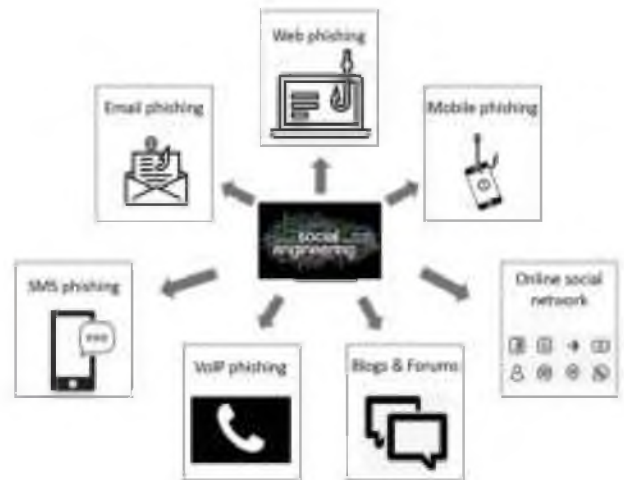 Web phishing
Email phishing
Mobile phishing
social
engineering
SMS phishing
Online social
network
VoIP phishing
Blogs & Forums